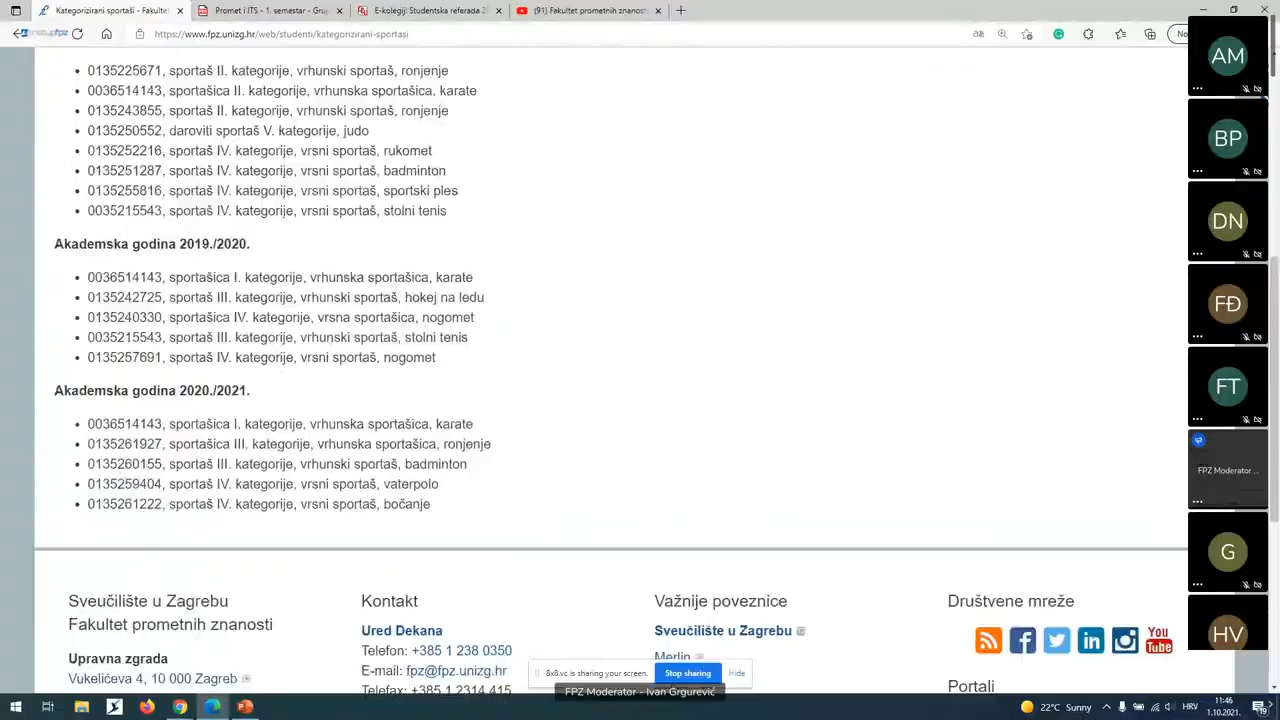 Kategorizirani sportaši - Fakultet
Promet i ITS - 1. semestar - Gru
E-kolegij: Studentska referada 2
(91) Fakultet prometnih znanosti
https://www.fpz.unizg.hr/web/studenti/kategorizirani-sportasi
0135225671, sportaš II. kategorije, vrhunski sportaš, ronjenje
0036514143, sportašica II. kategorije, vrhunska sportašica. karate
0135243855, sportaš II. kategorije, vrhunski sportaš, ronjenje
0135250552, daroviti sportaš V. kategorije, judo
0135252216, sportaš IV. kategorije, vrsni sportaš, rukomet
0135251287, sportaš IV. kategorije, vrsni sportaš, badminton
0135255816, sportaš IV. kategorije, vrsni sportaš, sportski ples
0035215543, sportaš IV. kategorije, vrsni sportaš, stolni tenis
Akademska godina 2019./2020.
0036514143, sportašica I. kategorije, vrhunska sportašica, karate
0135242725, sportaš III. kategorije, vrhunski sportaš, hokej na ledu
0135240330, sportašica IV. kategorije, vrsna sportašica, nogomet
0035215543, sportaš III. kategorije, vrhunski sportaš, stolni tenis
0135257691, sportaš IV. kategorije, vrsni sportaš, nogomet
Akademska godina 2020./2021.
0036514143, sportašica I. kategorije, vrhunska sportašica, karate
0135261927, sportašica III. kategorije, vrhunska sportašica, ronjenje
0135260155, sportaš III. kategorije, vrhunski sportaš, badminton
0135259404, sportaš IV. kategorije, vrsni sportaš, vaterpolo
0135261222, sportaš IV. kategorije, vrsni sportaš, boćanje
Sveučilište u Zagrebu
Fakultet prometnih znanosti
Upravna zgrada
Vukelićeva 4, 10 000 Zagreb
Kontakt
Ured Dekana
Telefon: +385 1 238 0350
E-mail: fpz@fpz.unizg.hr
Telefax: +385 1 2314 415
Važnije poveznice
Sveučilište u Zagrebu
Merlin
Društvene mreže
You
Tube
Portali
8x8.vc is sharing your screen.
Stop sharing
Hide
FPZ Moderator - Ivan Grgurević
AM
BP
DN
FĐ
FT
FPZ Moderator ...
G
HV
22°C Sunny
HRV
11:46
1.10.2021.
19